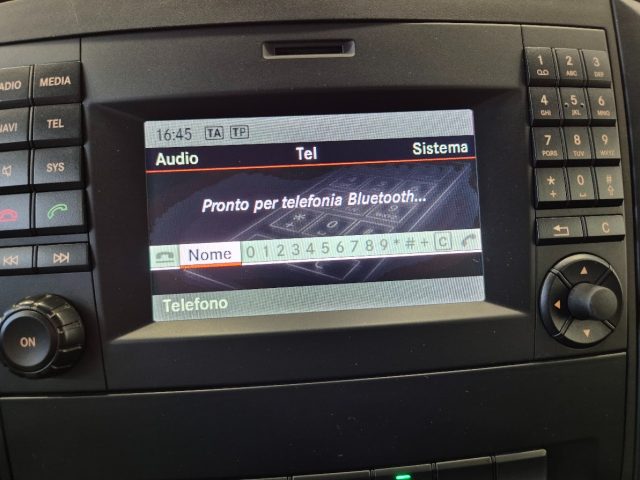 16:45 TA TP
Audio Tel Sistema
Pronto per telefonia Bluetooth...
Nome 0 1 2 3 4 5 6 7 8 9 * # + C
Telefono
MEDIA
NAVI TEL
SYS
ON
1 2 ABC 3 DEF
4 GHI 5 JKL 6 MNO
7 PQRS 8 TUV 9 WXYZ
* + 0 #
C